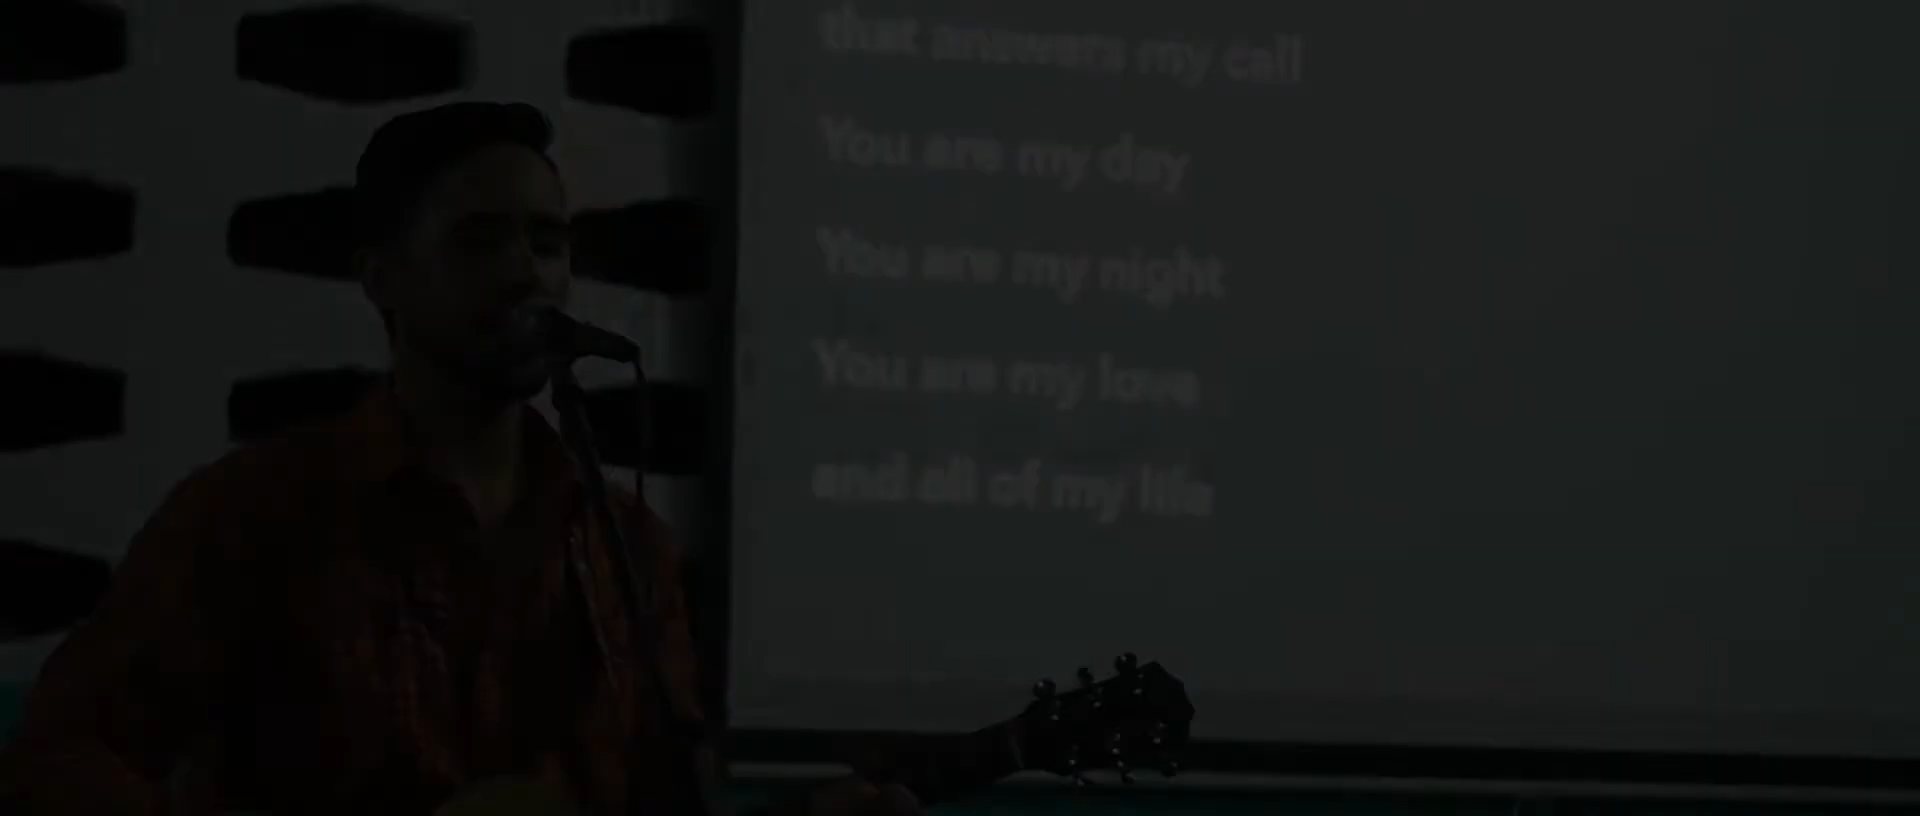 that answers my call
You are my day
You are my night
You are my love
and all of my life